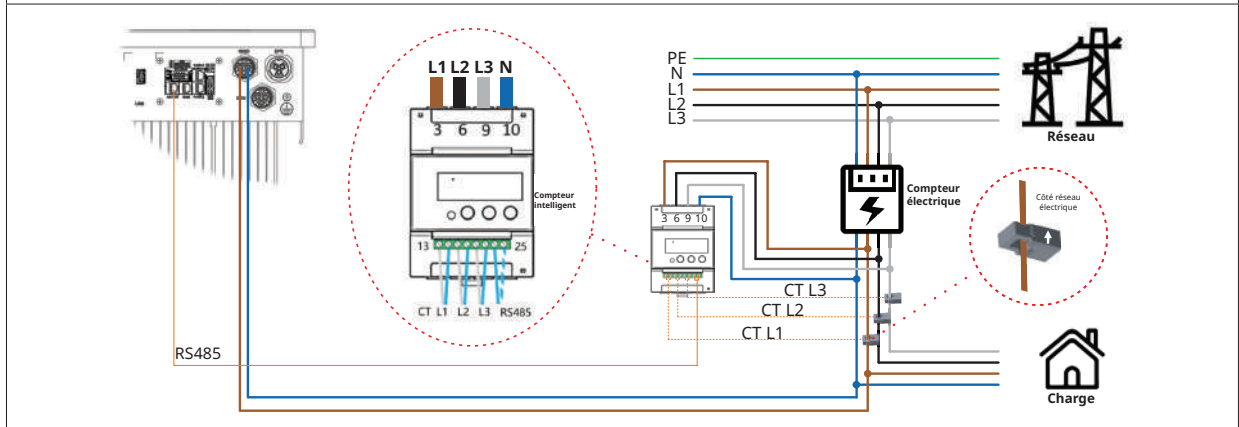 L1 L2 L3 N
3 6 9 10
Compteur
intelligent
13 25
CT L1 L2 L3 RS485
PE
N
L1
L2
L3
Réseau
Compteur
électrique
Côté réseau
électrique
3 6 9 10
CT L3
CT L2
CT L1
RS485
Charge